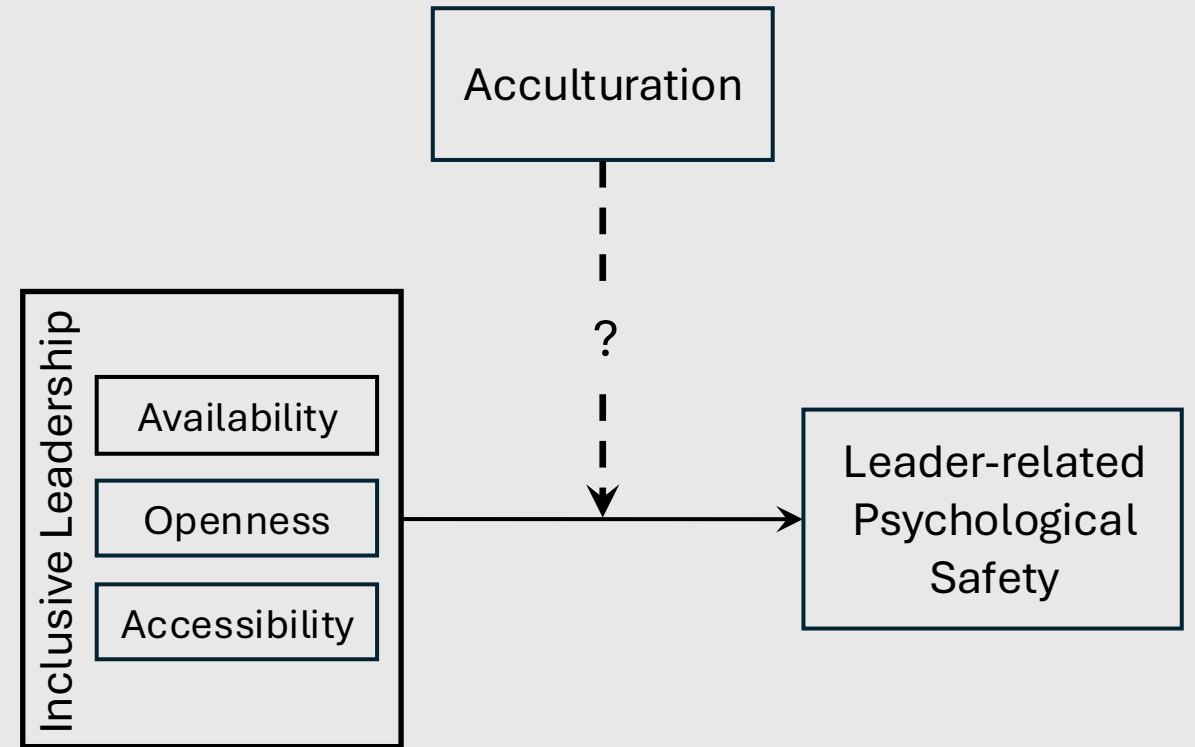 Acculturation
?
Inclusive Leadership
Availability
Openness
Accessibility
Leader-related
Psychological
Safety